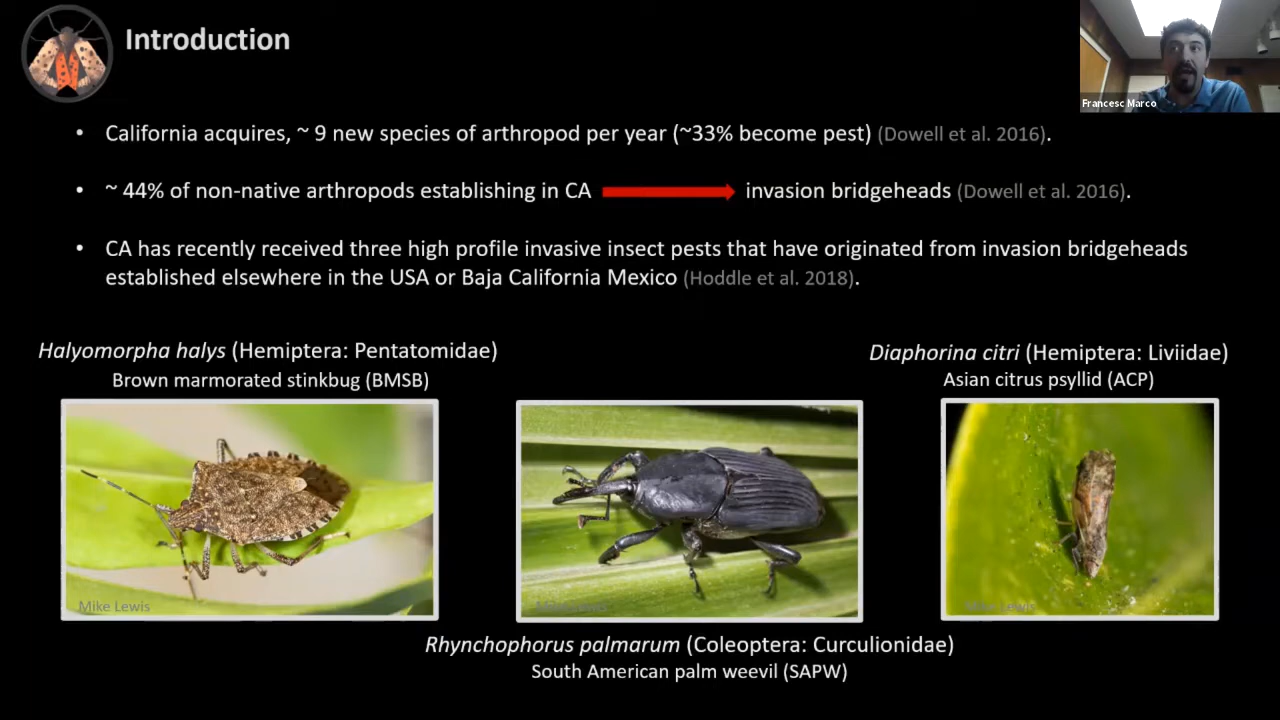 Introduction
Francesc Marco
• California acquires, ~ 9 new species of arthropod per year (~33% become pest) (Dowell et al. 2016).
• ~ 44% of non-native arthropods establishing in CA invasion bridgeheads (Dowell et al. 2016).
• CA has recently received three high profile invasive insect pests that have originated from invasion bridgeheads
established elsewhere in the USA or Baja California Mexico (Hoddle et al. 2018).
Halyomorpha halys (Hemiptera: Pentatomidae)
Brown marmorated stinkbug (BMSB)
Diaphorina citri (Hemiptera: Liviidae)
Asian citrus psyllid (ACP)
Mike Lewis
Mike Lewis
Mike Lewis
Rhynchophorus palmarum (Coleoptera: Curculionidae)
South American palm weevil (SAPW)